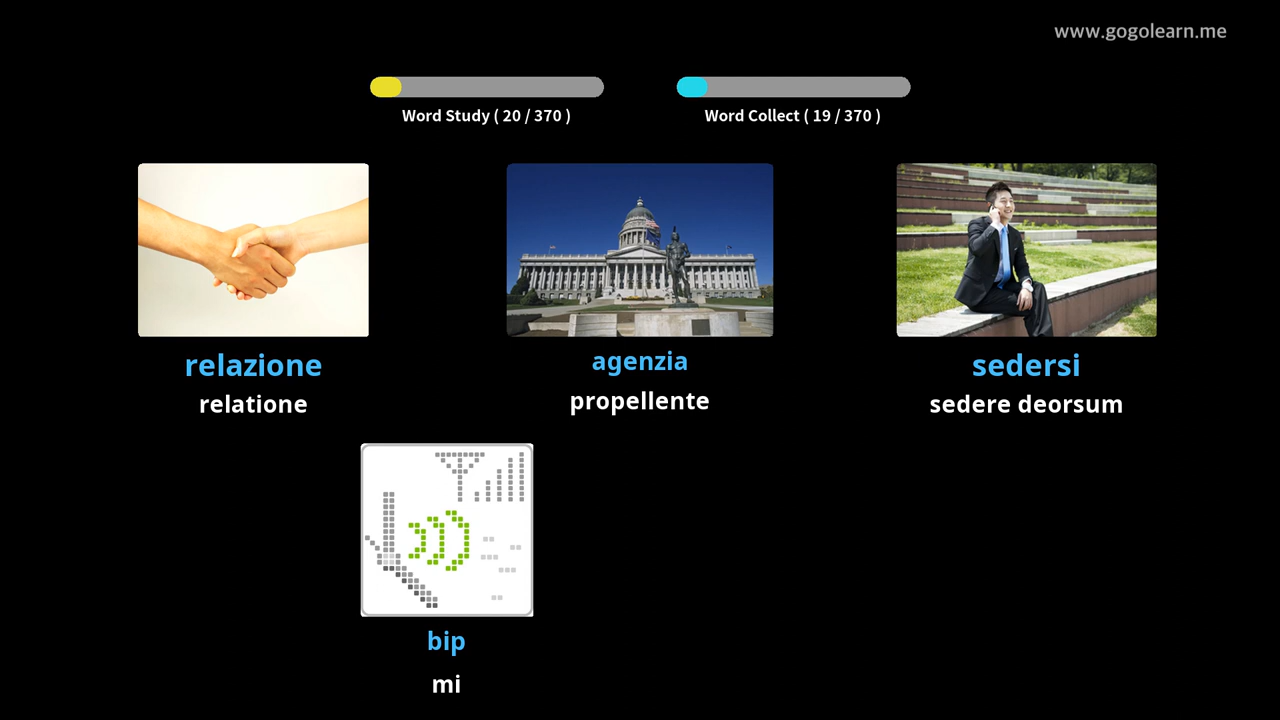 www.gogolearn.me
Word Study ( 20 / 370 )
Word Collect ( 19 / 370 )
relazione
relatione
agenzia
propellente
sedersi
sedere deorsum
bip
mi